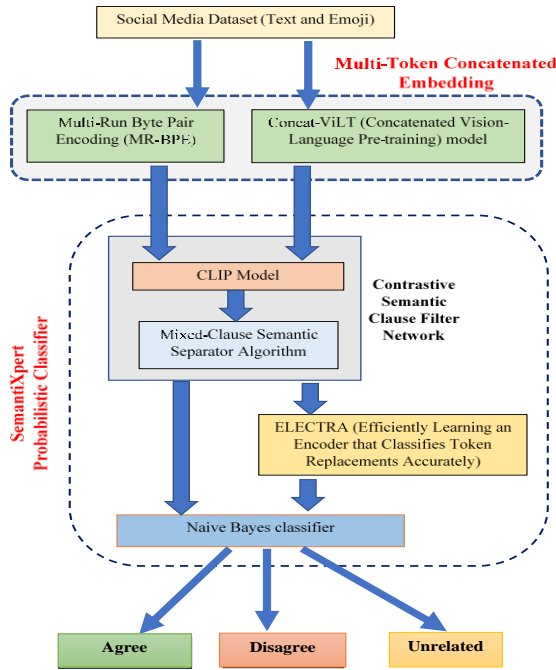 Social Media Dataset (Text and Emoji)
Multi-Token Concatenated
Embedding
Multi-Run Byte Pair
Encoding (MR-BPE)
Concat-ViLT (Concatenated Vision-
Language Pre-training) model
CLIP Model
Mixed-Clause Semantic
Separator Algorithm
Contrastive
Semantic
Clause Filter
Network
SemantiXpert
Probabilistic Classifier
ELECTRA (Efficiently Learning an
Encoder that Classifies Token
Replacements Accurately)
Naive Bayes classifier
Agree
Disagree
Unrelated